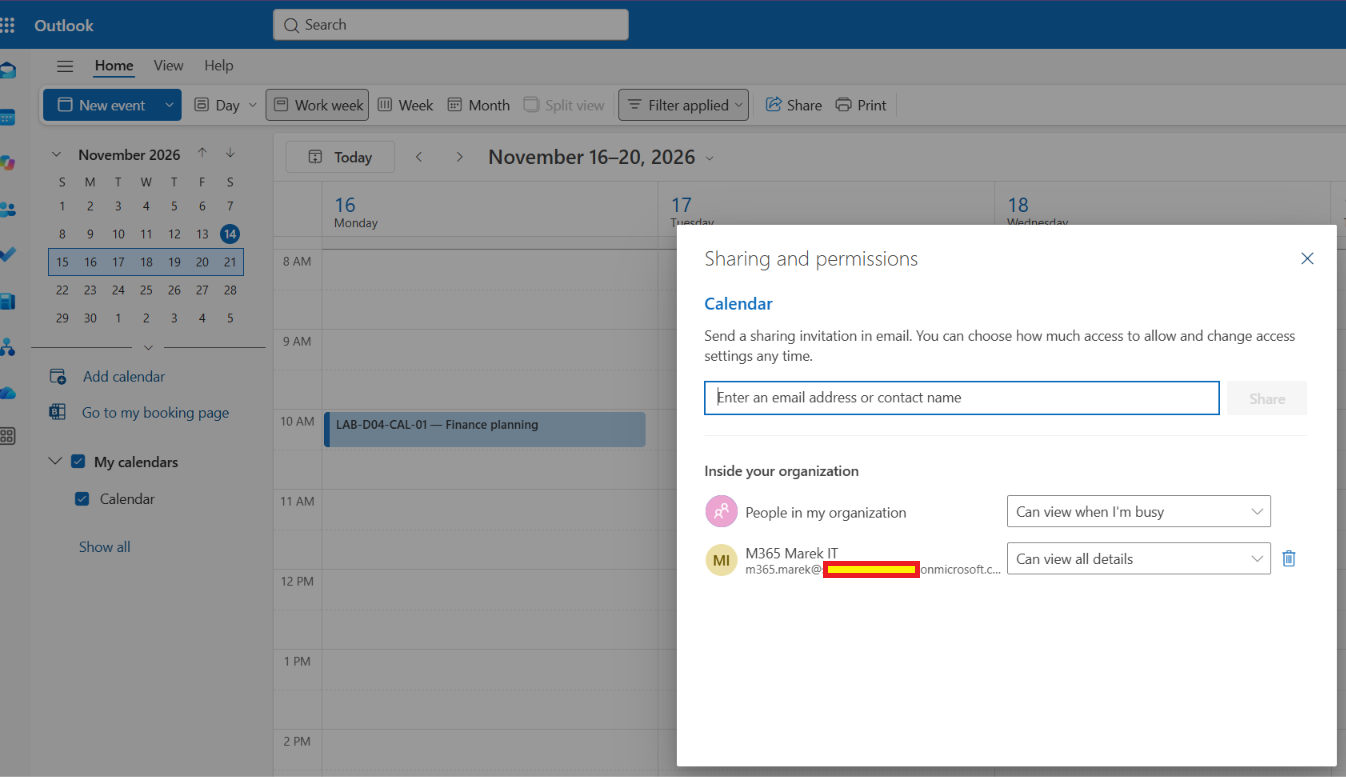 Outlook
Search
Home View Help
New event Day Work week Week Month Split view Filter applied Share Print
November 2026
S M T W T F S
1 2 3 4 5 6 7
8 9 10 11 12 13 14
15 16 17 18 19 20 21
22 23 24 25 26 27 28
29 30 1 2 3 4 5
Add calendar
Go to my booking page
My calendars
Calendar
Show all
Today November 16–20, 2026
16 17 18
Monday Tuesday Wednesday
8 AM
9 AM
10 AM LAB-D04-CAL-01 — Finance planning
11 AM
12 PM
1 PM
2 PM
Sharing and permissions
Calendar
Send a sharing invitation in email. You can choose how much access to allow and change access
settings any time.
Enter an email address or contact name Share
Inside your organization
People in my organization Can view when I'm busy
MI M365 Marek IT Can view all details
m365.marek@ onmicrosoft.c...